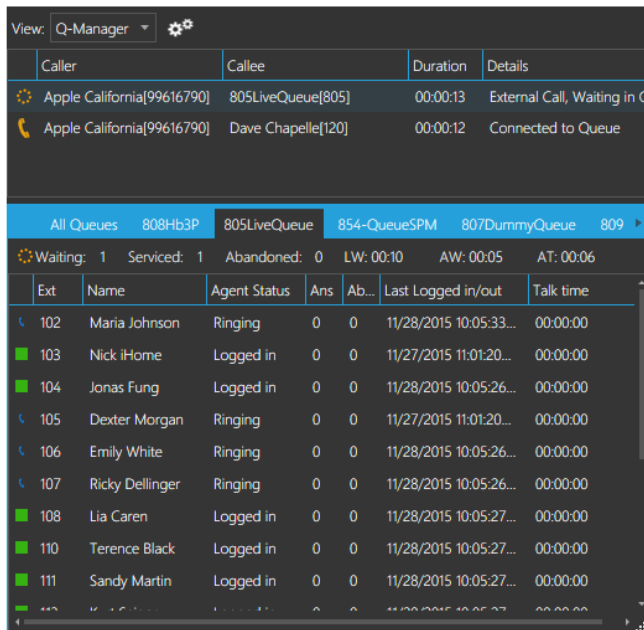 View: Q-Manager
Caller Callee Duration Details
Apple California[99616790] 805LiveQueue[805] 00:00:13 External Call, Waiting in
Apple California[99616790] Dave Chapelle[120] 00:00:12 Connected to Queue
All Queues 808Hb3P 805LiveQueue 854-QueueSPM 807DummyQueue 809
Waiting: 1 Serviced: 1 Abandoned: 0 LW: 00:10 AW: 00:05 AT: 00:06
Ext Name Agent Status Ans Ab... Last Logged in/out Talk time
102 Maria Johnson Ringing 0 0 11/28/2015 10:05:33... 00:00:00
103 Nick iHome Logged in 0 0 11/27/2015 11:01:20... 00:00:00
104 Jonas Fung Logged in 0 0 11/28/2015 10:05:26... 00:00:00
105 Dexter Morgan Ringing 0 0 11/27/2015 11:01:20... 00:00:00
106 Emily White Ringing 0 0 11/28/2015 10:05:26... 00:00:00
107 Ricky Dellinger Ringing 0 0 11/28/2015 10:05:26... 00:00:00
108 Lia Caren Logged in 0 0 11/28/2015 10:05:27... 00:00:00
110 Terence Black Logged in 0 0 11/28/2015 10:05:27... 00:00:00
111 Sandy Martin Logged in 0 0 11/28/2015 10:05:27... 00:00:00